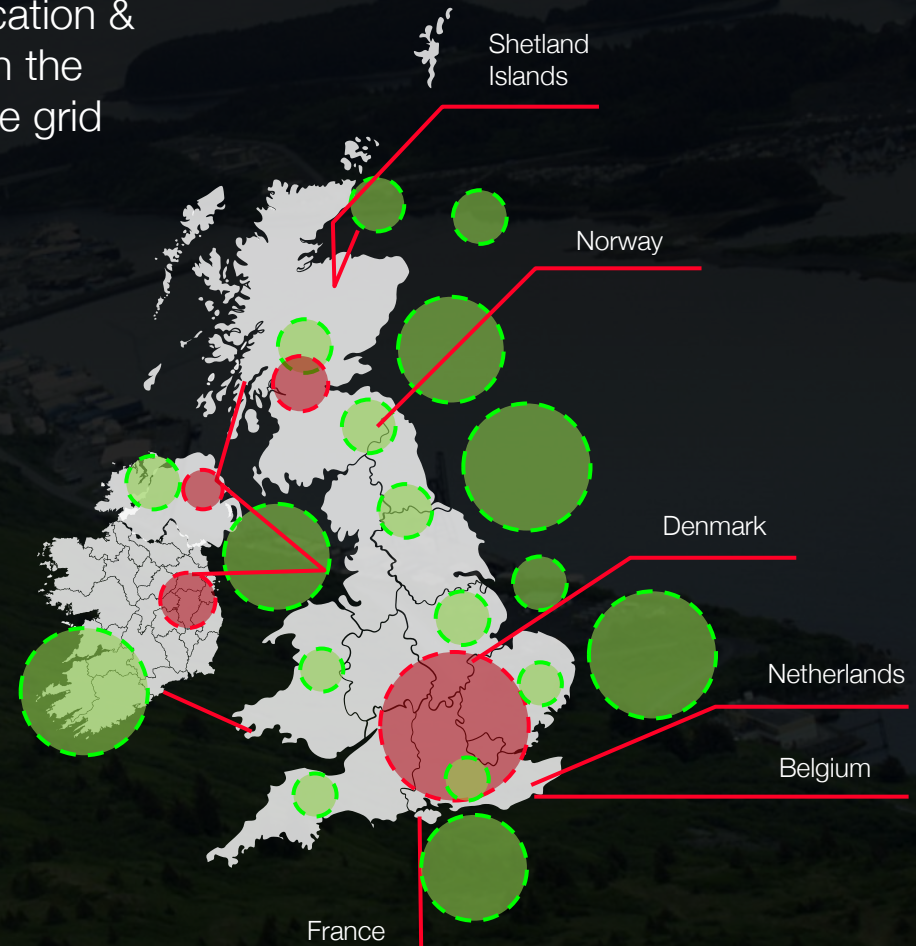 cation &
n the
e grid
Shetland
Islands
Norway
Denmark
Netherlands
Belgium
France